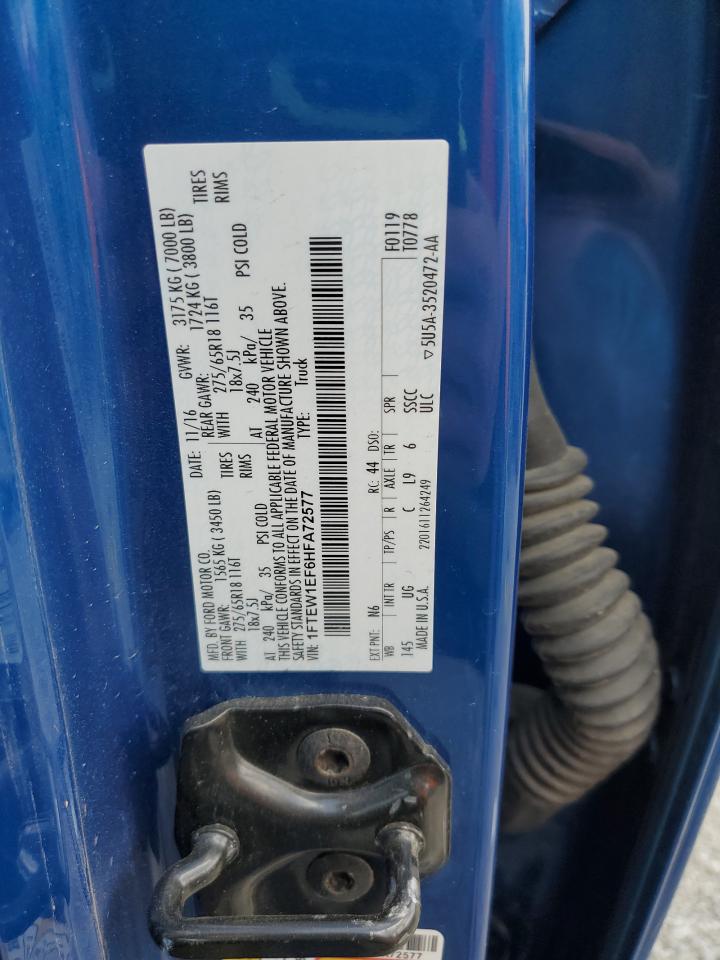 MFD. BY FORD MOTOR CO.
DATE: 11/16 GVWR: 3175 KG ( 7000 LB)
FRONT GAWR: 1565 KG ( 3450 LB) REAR GAWR: 1724 KG ( 3800 LB)
WITH 275/65R18 116T TIRES WITH 275/65R18 116T TIRES
18x7.5J RIMS 18x7.5J RIMS
AT 240 kPa/ 35 PSI COLD AT 240 kPa/ 35 PSI COLD
THIS VEHICLE CONFORMS TO ALL APPLICABLE FEDERAL MOTOR VEHICLE
SAFETY STANDARDS IN EFFECT ON THE DATE OF MANUFACTURE SHOWN ABOVE.
VIN: 1FTEW1EF6HFA72577 TYPE: Truck
EXT PNT: N6 RC: 44 DSO: F0119
WB INT TR TP/PS R AXLE TR SPR T0778
145 UG C L9 6 SSCC
MADE IN U.S.A. 2201611264249 ULC ▽5U5A-3520472-AA
72577